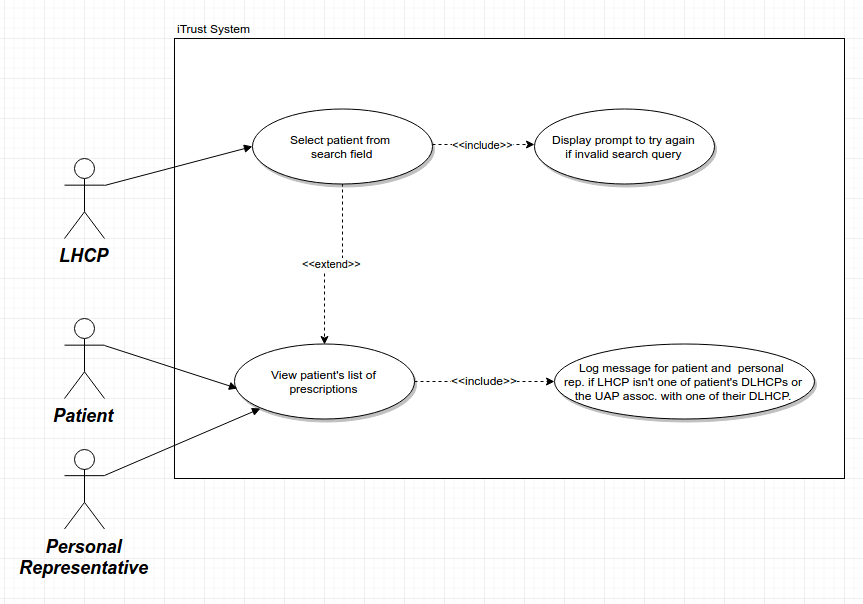 iTrust System
Select patient from
search field
<<include>>
Display prompt to try again
if invalid search query
LHCP
<<extend>>
View patient's list of
prescriptions
<<include>>
Log message for patient and personal
rep. if LHCP isn't one of patient's DLHCPs or
the UAP assoc. with one of their DLHCP.
Patient
Personal
Representative